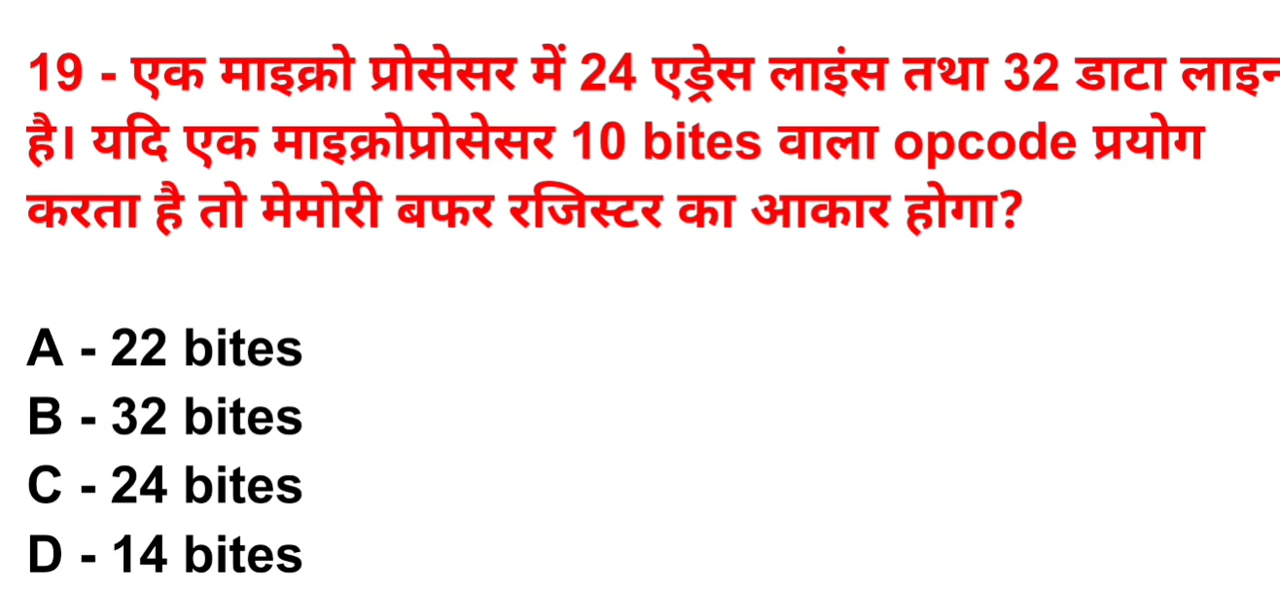 19 - एक माइक्रो प्रोसेसर में 24 एड्रेस लाइंस तथा 32 डाटा लाइन
है। यदि एक माइक्रोप्रोसेसर 10 bites वाला opcode प्रयोग
करता है तो मेमोरी बफर रजिस्टर का आकार होगा?
A - 22 bites
B - 32 bites
C - 24 bites
D - 14 bites